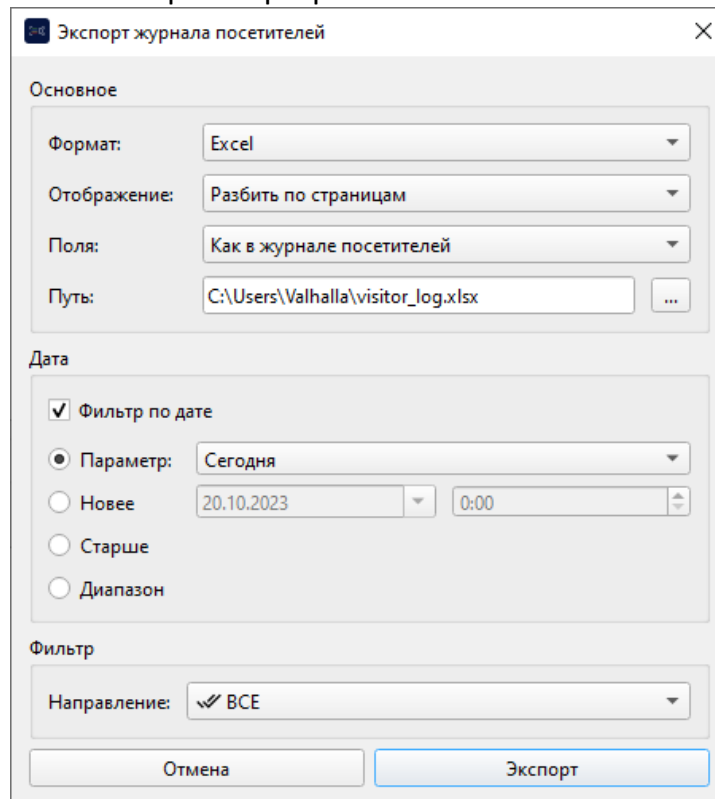 Экспорт журнала посетителей
Основное
Формат: Excel
Отображение: Разбить по страницам
Поля: Как в журнале посетителей
Путь: C:\Users\Valhalla\visitor_log.xlsx ...
Дата
Фильтр по дате
Параметр: Сегодня
Новее 20.10.2023 0:00
Старше
Диапазон
Фильтр
Направление: ВСЕ
Отмена Экспорт